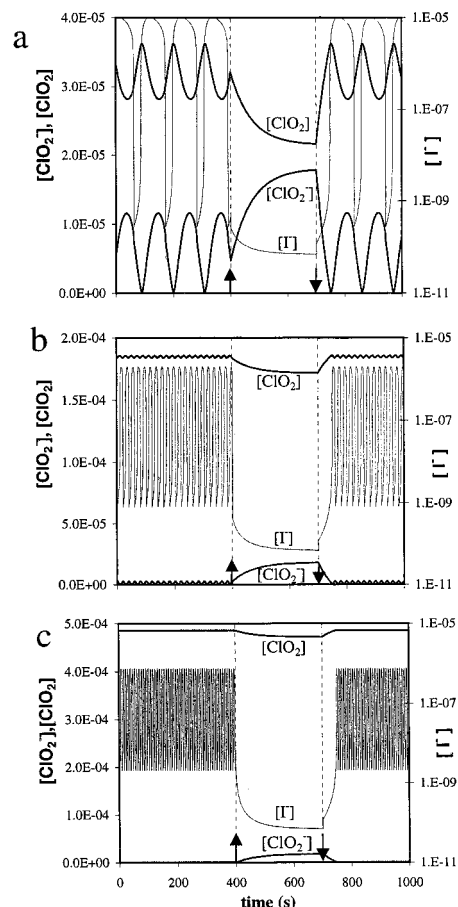 a
4.0E-05
3.0E-05
2.0E-05
1.0E-05
0.0E+00
[ClO₂⁻], [ClO₂]
1.E-05
1.E-07
1.E-09
1.E-11
[I⁻]
[ClO₂]
[ClO₂⁻]
[I⁻]
b
2.0E-04
1.5E-04
1.0E-04
5.0E-05
0.0E+00
[ClO₂⁻], [ClO₂]
1.E-05
1.E-07
1.E-09
1.E-11
[I⁻]
[ClO₂]
[I⁻]
[ClO₂⁻]
c
5.0E-04
4.0E-04
3.0E-04
2.0E-04
1.0E-04
0.0E+00
[ClO₂⁻],[ClO₂]
1.E-05
1.E-07
1.E-09
1.E-11
[I⁻]
[ClO₂]
[I⁻]
[ClO₂⁻]
0 200 400 600 800 1000
time (s)